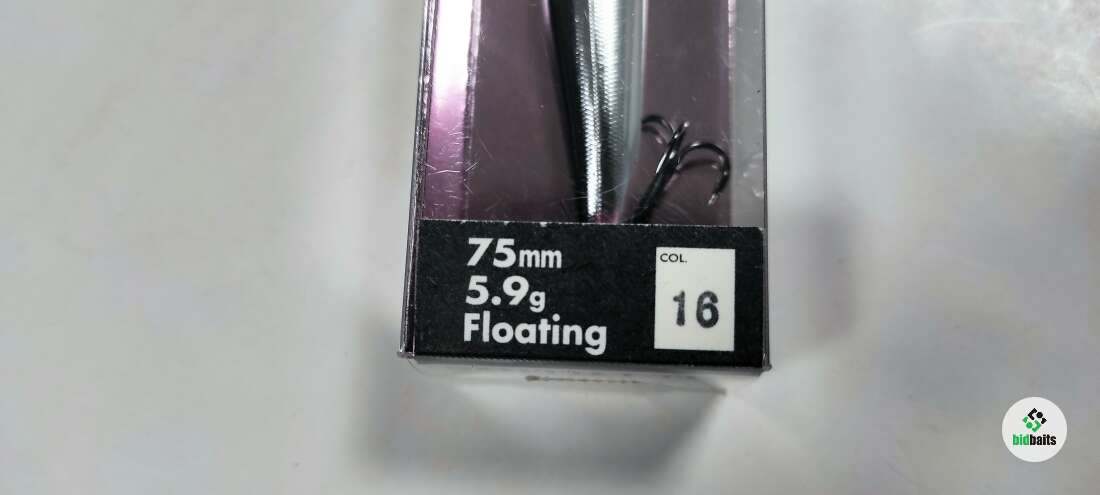 75mm
5.9g
Floating
COL.
16
bidbaits